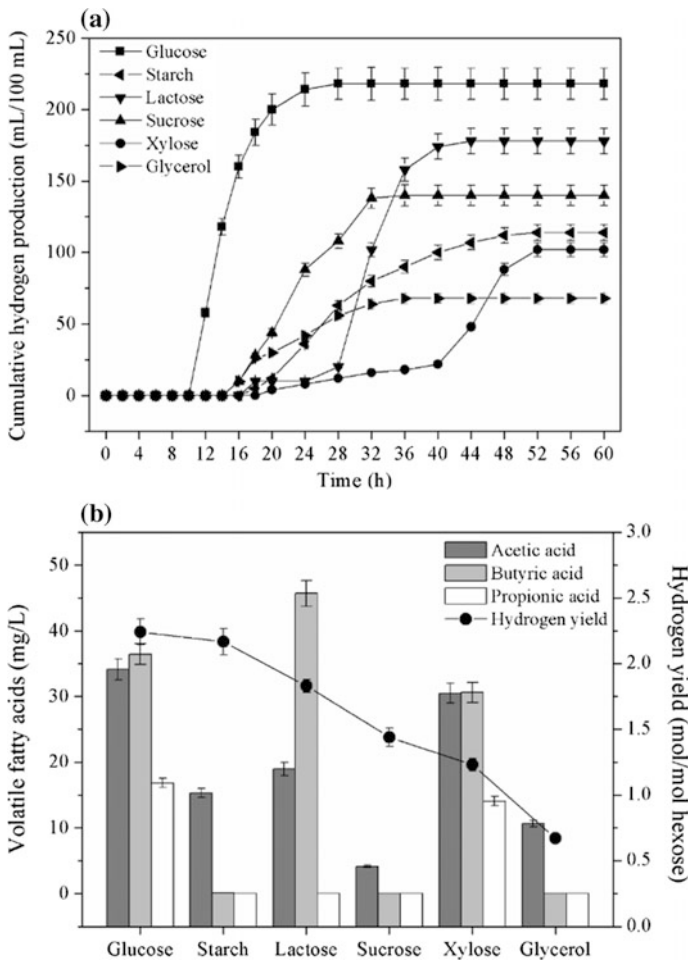 (a)
Cumulative hydrogen production (mL/100 mL)
250
200
150
100
50
0
Glucose
Starch
Lactose
Sucrose
Xylose
Glycerol
0 4 8 12 16 20 24 28 32 36 40 44 48 52 56 60
Time (h)
(b)
Volatile fatty acids (mg/L)
50
40
30
20
10
0
Acetic acid
Butyric acid
Propionic acid
Hydrogen yield
3.0
2.5
2.0
1.5
1.0
0.5
0.0
Hydrogen yield (mol/mol hexose)
Glucose Starch Lactose Sucrose Xylose Glycerol